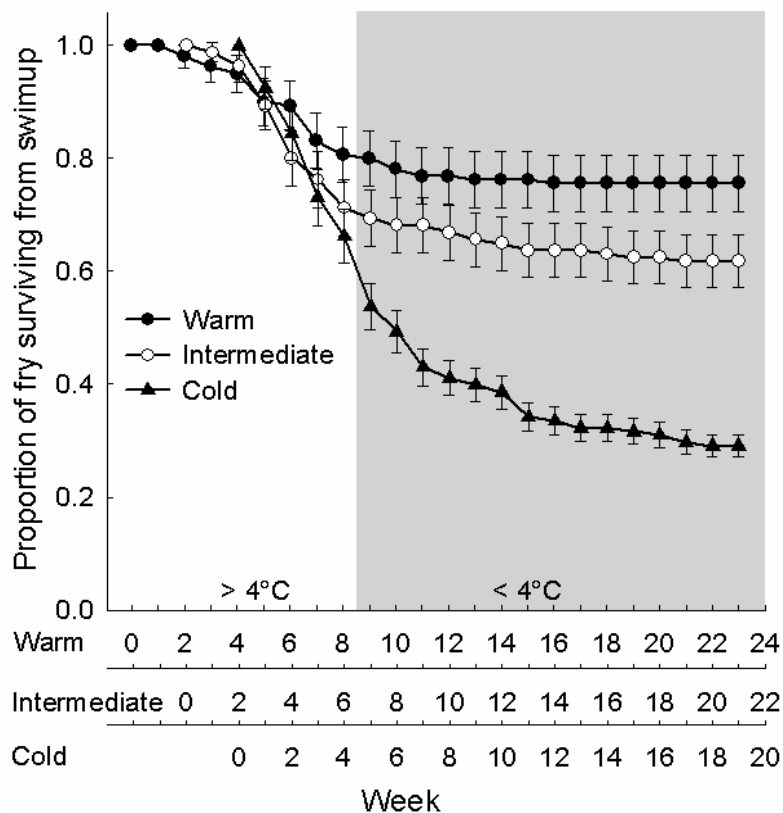 Proportion of fry surviving from swimup
1.0
0.8
0.6
0.4
0.2
0.0
Warm
Intermediate
Cold
> 4°C
< 4°C
Warm 0 2 4 6 8 10 12 14 16 18 20 22 24
Intermediate 0 2 4 6 8 10 12 14 16 18 20 22
Cold 0 2 4 6 8 10 12 14 16 18 20
Week